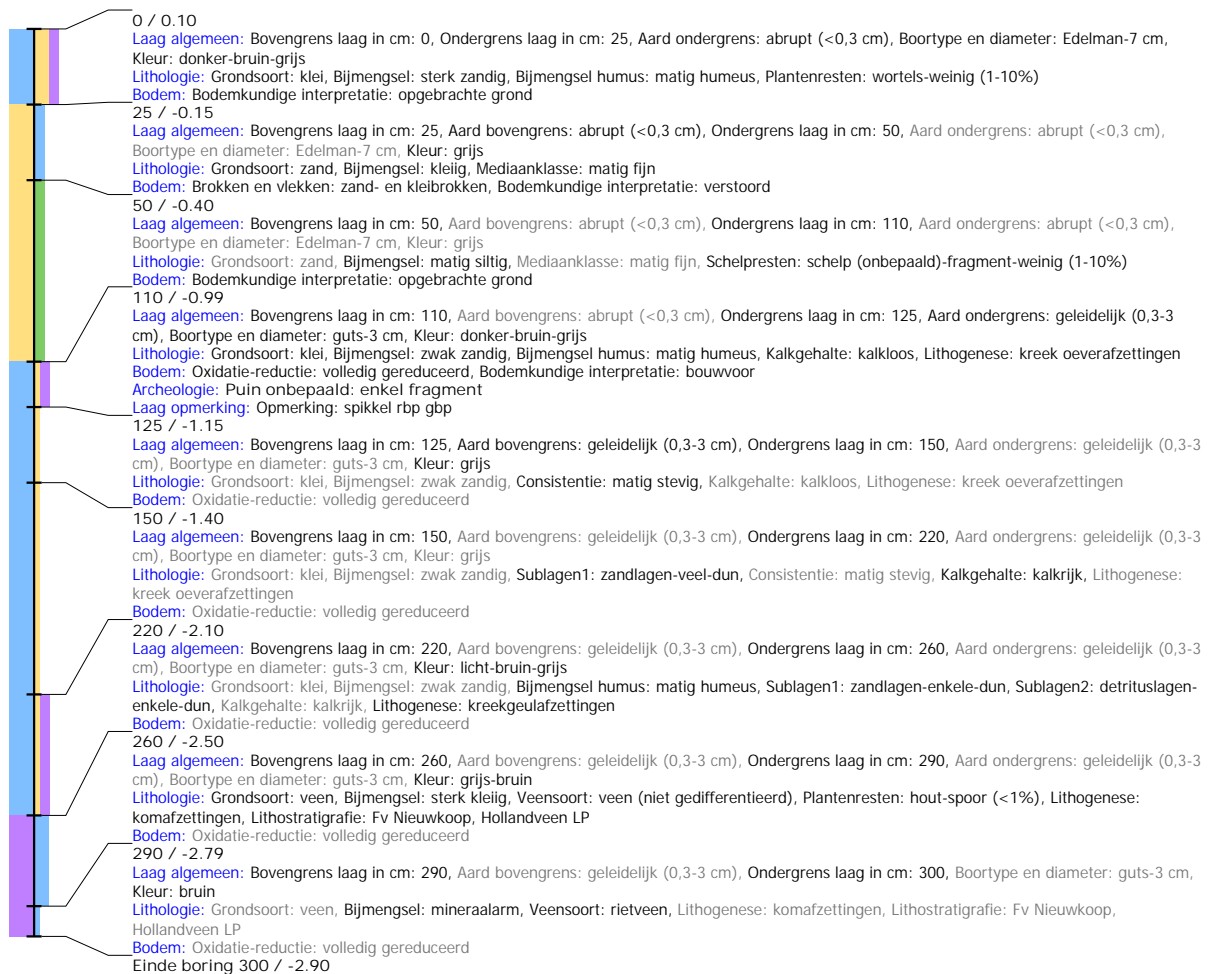 0 / 0.10
Laag algemeen: Bovengrens laag in cm: 0, Ondergrens laag in cm: 25, Aard ondergrens: abrupt (<0,3 cm), Boortype en diameter: Edelman-7 cm,
Kleur: donker-bruin-grijs
Lithologie: Grondsoort: klei, Bijmengsel: sterk zandig, Bijmengsel humus: matig humeus, Plantenresten: wortels-weinig (1-10%)
Bodem: Bodemkundige interpretatie: opgebrachte grond
25 / -0.15
Laag algemeen: Bovengrens laag in cm: 25, Aard bovengrens: abrupt (<0,3 cm), Ondergrens laag in cm: 50, Aard ondergrens: abrupt (<0,3 cm),
Boortype en diameter: Edelman-7 cm, Kleur: grijs
Lithologie: Grondsoort: zand, Bijmengsel: kleiig, Mediaanklasse: matig fijn
Bodem: Brokken en vlekken: zand- en kleibrokken, Bodemkundige interpretatie: verstoord
50 / -0.40
Laag algemeen: Bovengrens laag in cm: 50, Aard bovengrens: abrupt (<0,3 cm), Ondergrens laag in cm: 110, Aard ondergrens: abrupt (<0,3 cm),
Boortype en diameter: Edelman-7 cm, Kleur: grijs
Lithologie: Grondsoort: zand, Bijmengsel: matig siltig, Mediaanklasse: matig fijn, Schelpresten: schelp (onbepaald)-fragment-weinig (1-10%)
Bodem: Bodemkundige interpretatie: opgebrachte grond
110 / -0.99
Laag algemeen: Bovengrens laag in cm: 110, Aard bovengrens: abrupt (<0,3 cm), Ondergrens laag in cm: 125, Aard ondergrens: geleidelijk (0,3-3
cm), Boortype en diameter: guts-3 cm, Kleur: donker-bruin-grijs
Lithologie: Grondsoort: klei, Bijmengsel: zwak zandig, Bijmengsel humus: matig humeus, Kalkgehalte: kalkloos, Lithogenese: kreek oeverafzettingen
Bodem: Oxidatie-reductie: volledig gereduceerd, Bodemkundige interpretatie: bouwvoor
Archeologie: Puin onbepaald: enkel fragment
Laag opmerking: Opmerking: spikkel rbp gbp
125 / -1.15
Laag algemeen: Bovengrens laag in cm: 125, Aard bovengrens: geleidelijk (0,3-3 cm), Ondergrens laag in cm: 150, Aard ondergrens: geleidelijk (0,3-3
cm), Boortype en diameter: guts-3 cm, Kleur: grijs
Lithologie: Grondsoort: klei, Bijmengsel: zwak zandig, Consistentie: matig stevig, Kalkgehalte: kalkloos, Lithogenese: kreek oeverafzettingen
Bodem: Oxidatie-reductie: volledig gereduceerd
150 / -1.40
Laag algemeen: Bovengrens laag in cm: 150, Aard bovengrens: geleidelijk (0,3-3 cm), Ondergrens laag in cm: 220, Aard ondergrens: geleidelijk (0,3-3
cm), Boortype en diameter: guts-3 cm, Kleur: grijs
Lithologie: Grondsoort: klei, Bijmengsel: zwak zandig, Sublagen1: zandlagen-veel-dun, Consistentie: matig stevig, Kalkgehalte: kalkrijk, Lithogenese:
kreek oeverafzettingen
Bodem: Oxidatie-reductie: volledig gereduceerd
220 / -2.10
Laag algemeen: Bovengrens laag in cm: 220, Aard bovengrens: geleidelijk (0,3-3 cm), Ondergrens laag in cm: 260, Aard ondergrens: geleidelijk (0,3-3
cm), Boortype en diameter: guts-3 cm, Kleur: licht-bruin-grijs
Lithologie: Grondsoort: klei, Bijmengsel: zwak zandig, Bijmengsel humus: matig humeus, Sublagen1: zandlagen-enkele-dun, Sublagen2: detrituslagen-
enkele-dun, Kalkgehalte: kalkrijk, Lithogenese: kreekgeulafzettingen
Bodem: Oxidatie-reductie: volledig gereduceerd
260 / -2.50
Laag algemeen: Bovengrens laag in cm: 260, Aard bovengrens: geleidelijk (0,3-3 cm), Ondergrens laag in cm: 290, Aard ondergrens: geleidelijk (0,3-3
cm), Boortype en diameter: guts-3 cm, Kleur: grijs-bruin
Lithologie: Grondsoort: veen, Bijmengsel: sterk kleiig, Veensoort: veen (niet gedifferentieerd), Plantenresten: hout-spoor (<1%), Lithogenese:
komafzettingen, Lithostratigrafie: Fv Nieuwkoop, Hollandveen LP
Bodem: Oxidatie-reductie: volledig gereduceerd
290 / -2.79
Laag algemeen: Bovengrens laag in cm: 290, Aard bovengrens: geleidelijk (0,3-3 cm), Ondergrens laag in cm: 300, Boortype en diameter: guts-3 cm,
Kleur: bruin
Lithologie: Grondsoort: veen, Bijmengsel: mineraalarm, Veensoort: rietveen, Lithogenese: komafzettingen, Lithostratigrafie: Fv Nieuwkoop,
Hollandveen LP
Bodem: Oxidatie-reductie: volledig gereduceerd
Einde boring 300 / -2.90